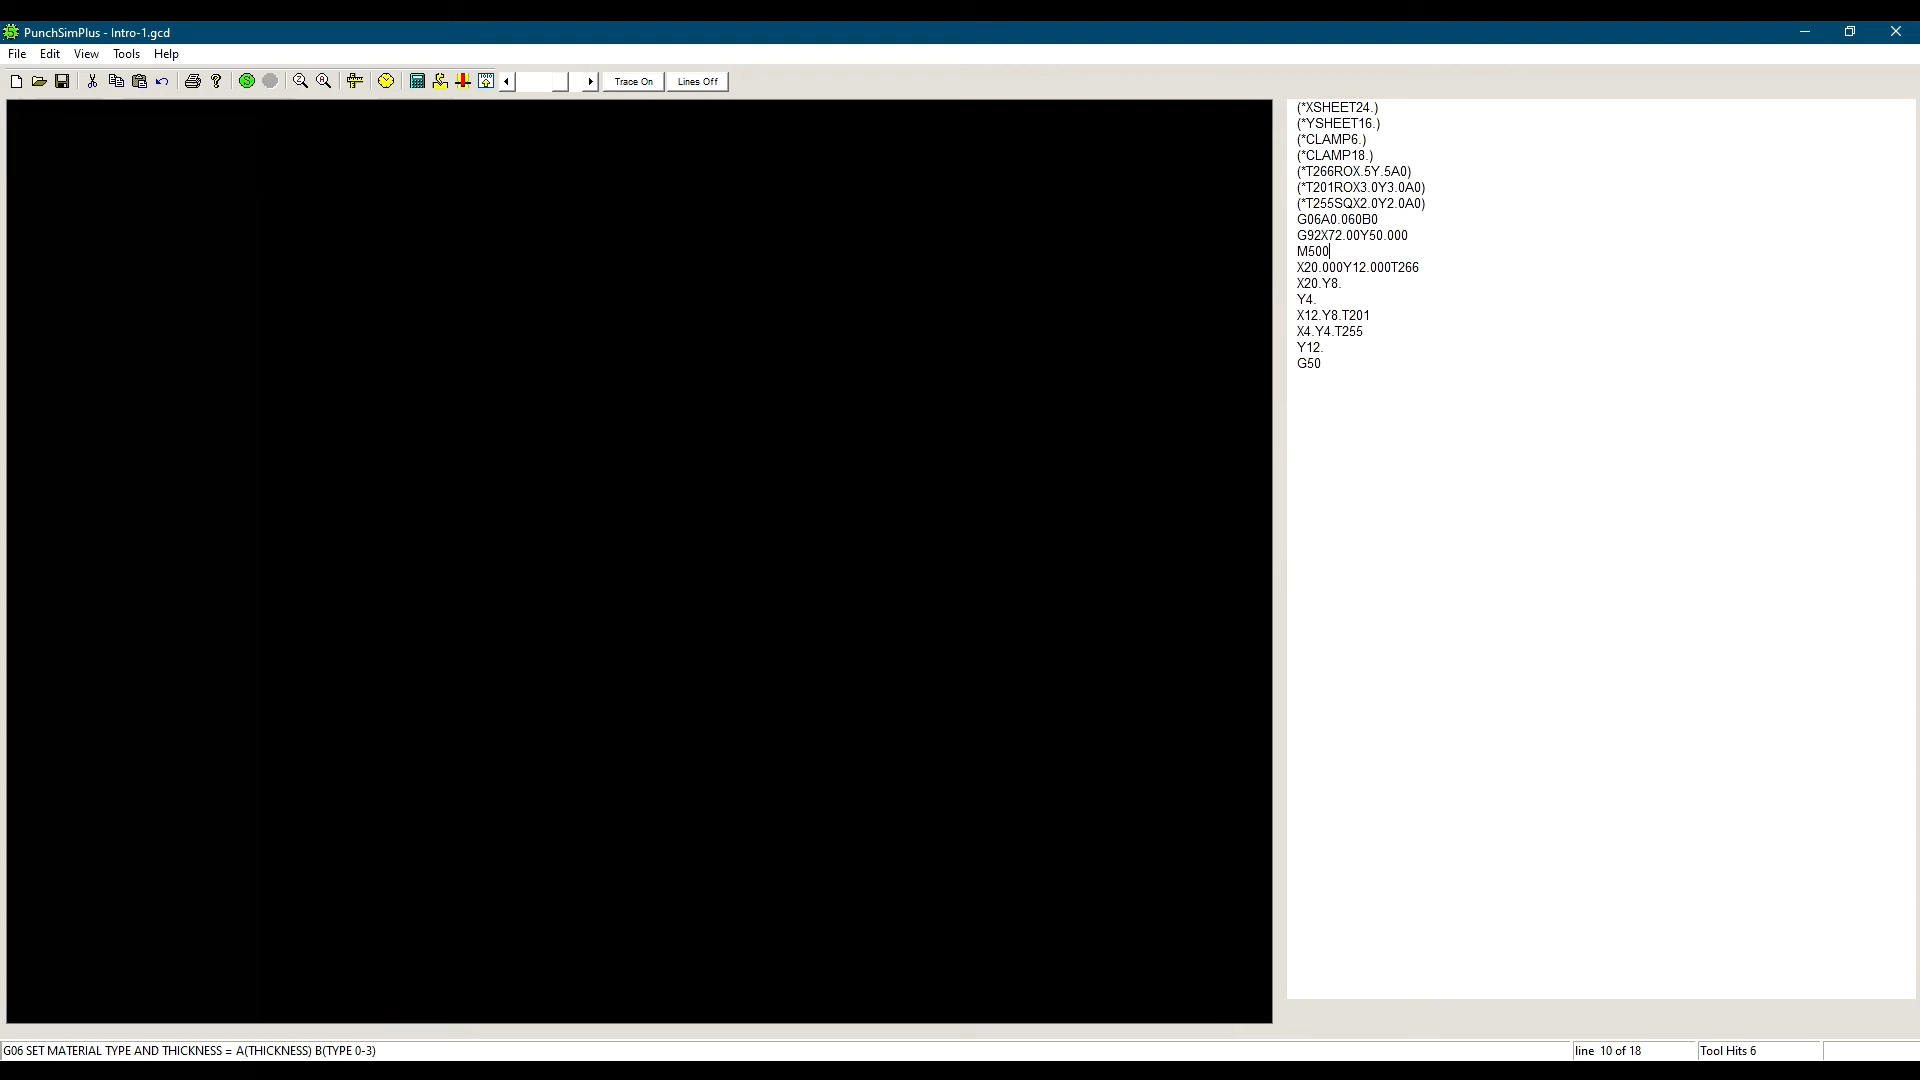 PunchSimPlus - Intro-1.gcd
File Edit View Tools Help
Trace On Lines Off
(*XSHEET24.)
(*YSHEET16.)
(*CLAMP6.)
(*CLAMP18.)
(*T266ROX.5Y.5A0)
(*T201ROX3.0Y3.0A0)
(*T255SQX2.0Y2.0A0)
G06A0.060B0
G92X72.00Y50.000
M500
X20.000Y12.000T266
X20.Y8.
Y4.
X12.Y8.T201
X4.Y4.T255
Y12.
G50
G06 SET MATERIAL TYPE AND THICKNESS = A(THICKNESS) B(TYPE 0-3)
line 10 of 18
Tool Hits 6